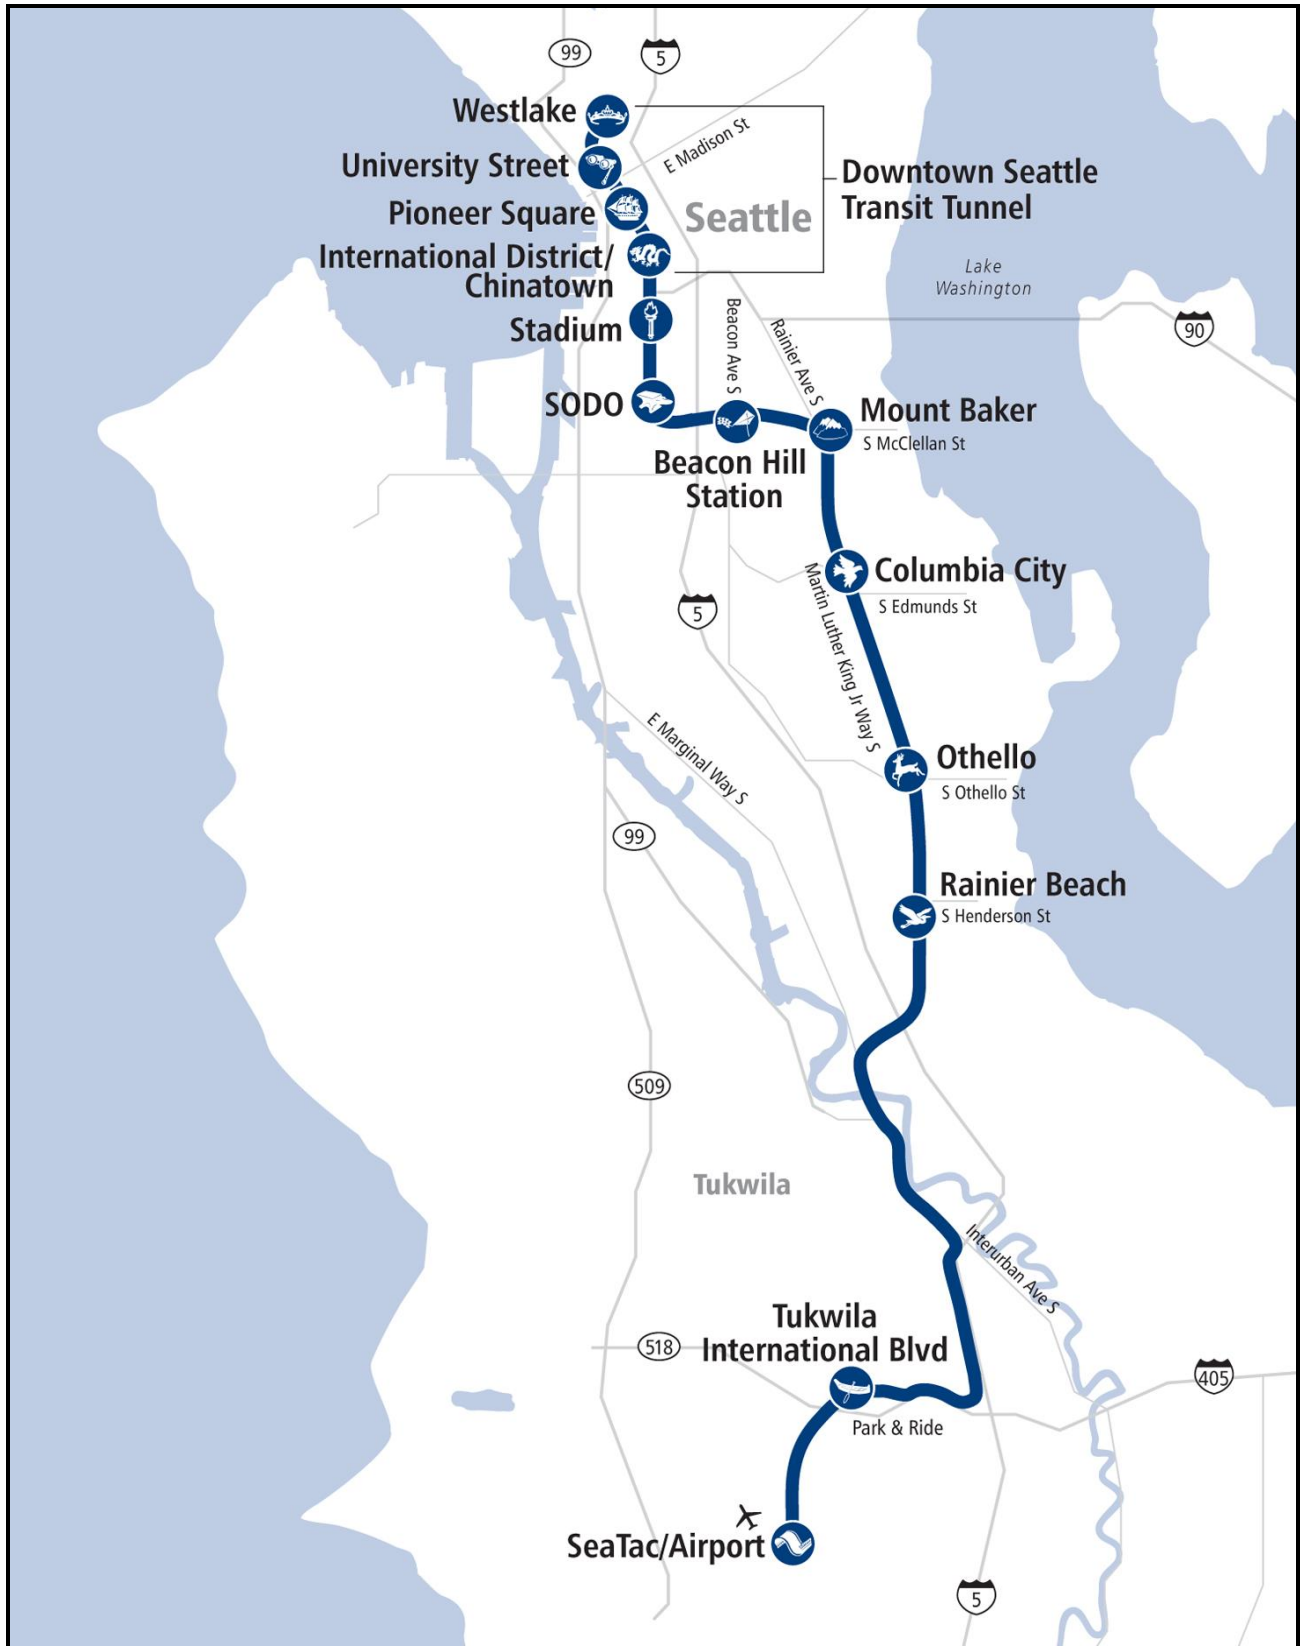 99
5
Westlake
E Madison St
University Street
Downtown Seattle
Transit Tunnel
Pioneer Square
Seattle
International District/
Chinatown
Lake
Washington
Stadium
Beacon Ave S
Rainier Ave S
90
SODO
Mount Baker
S McClellan St
Beacon Hill
Station
Columbia City
S Edmunds St
5
Martin Luther King Jr Way S
E Marginal Way S
Othello
S Othello St
99
Rainier Beach
S Henderson St
509
Tukwila
Interurban Ave S
Tukwila
International Blvd
518
405
Park & Ride
SeaTac/Airport
5